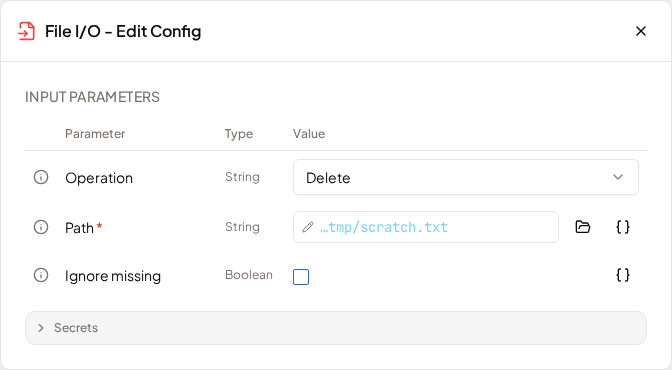 File I/O - Edit Config
INPUT PARAMETERS
Parameter Type Value
Operation String Delete
Path * String …tmp/scratch.txt
Ignore missing Boolean
Secrets